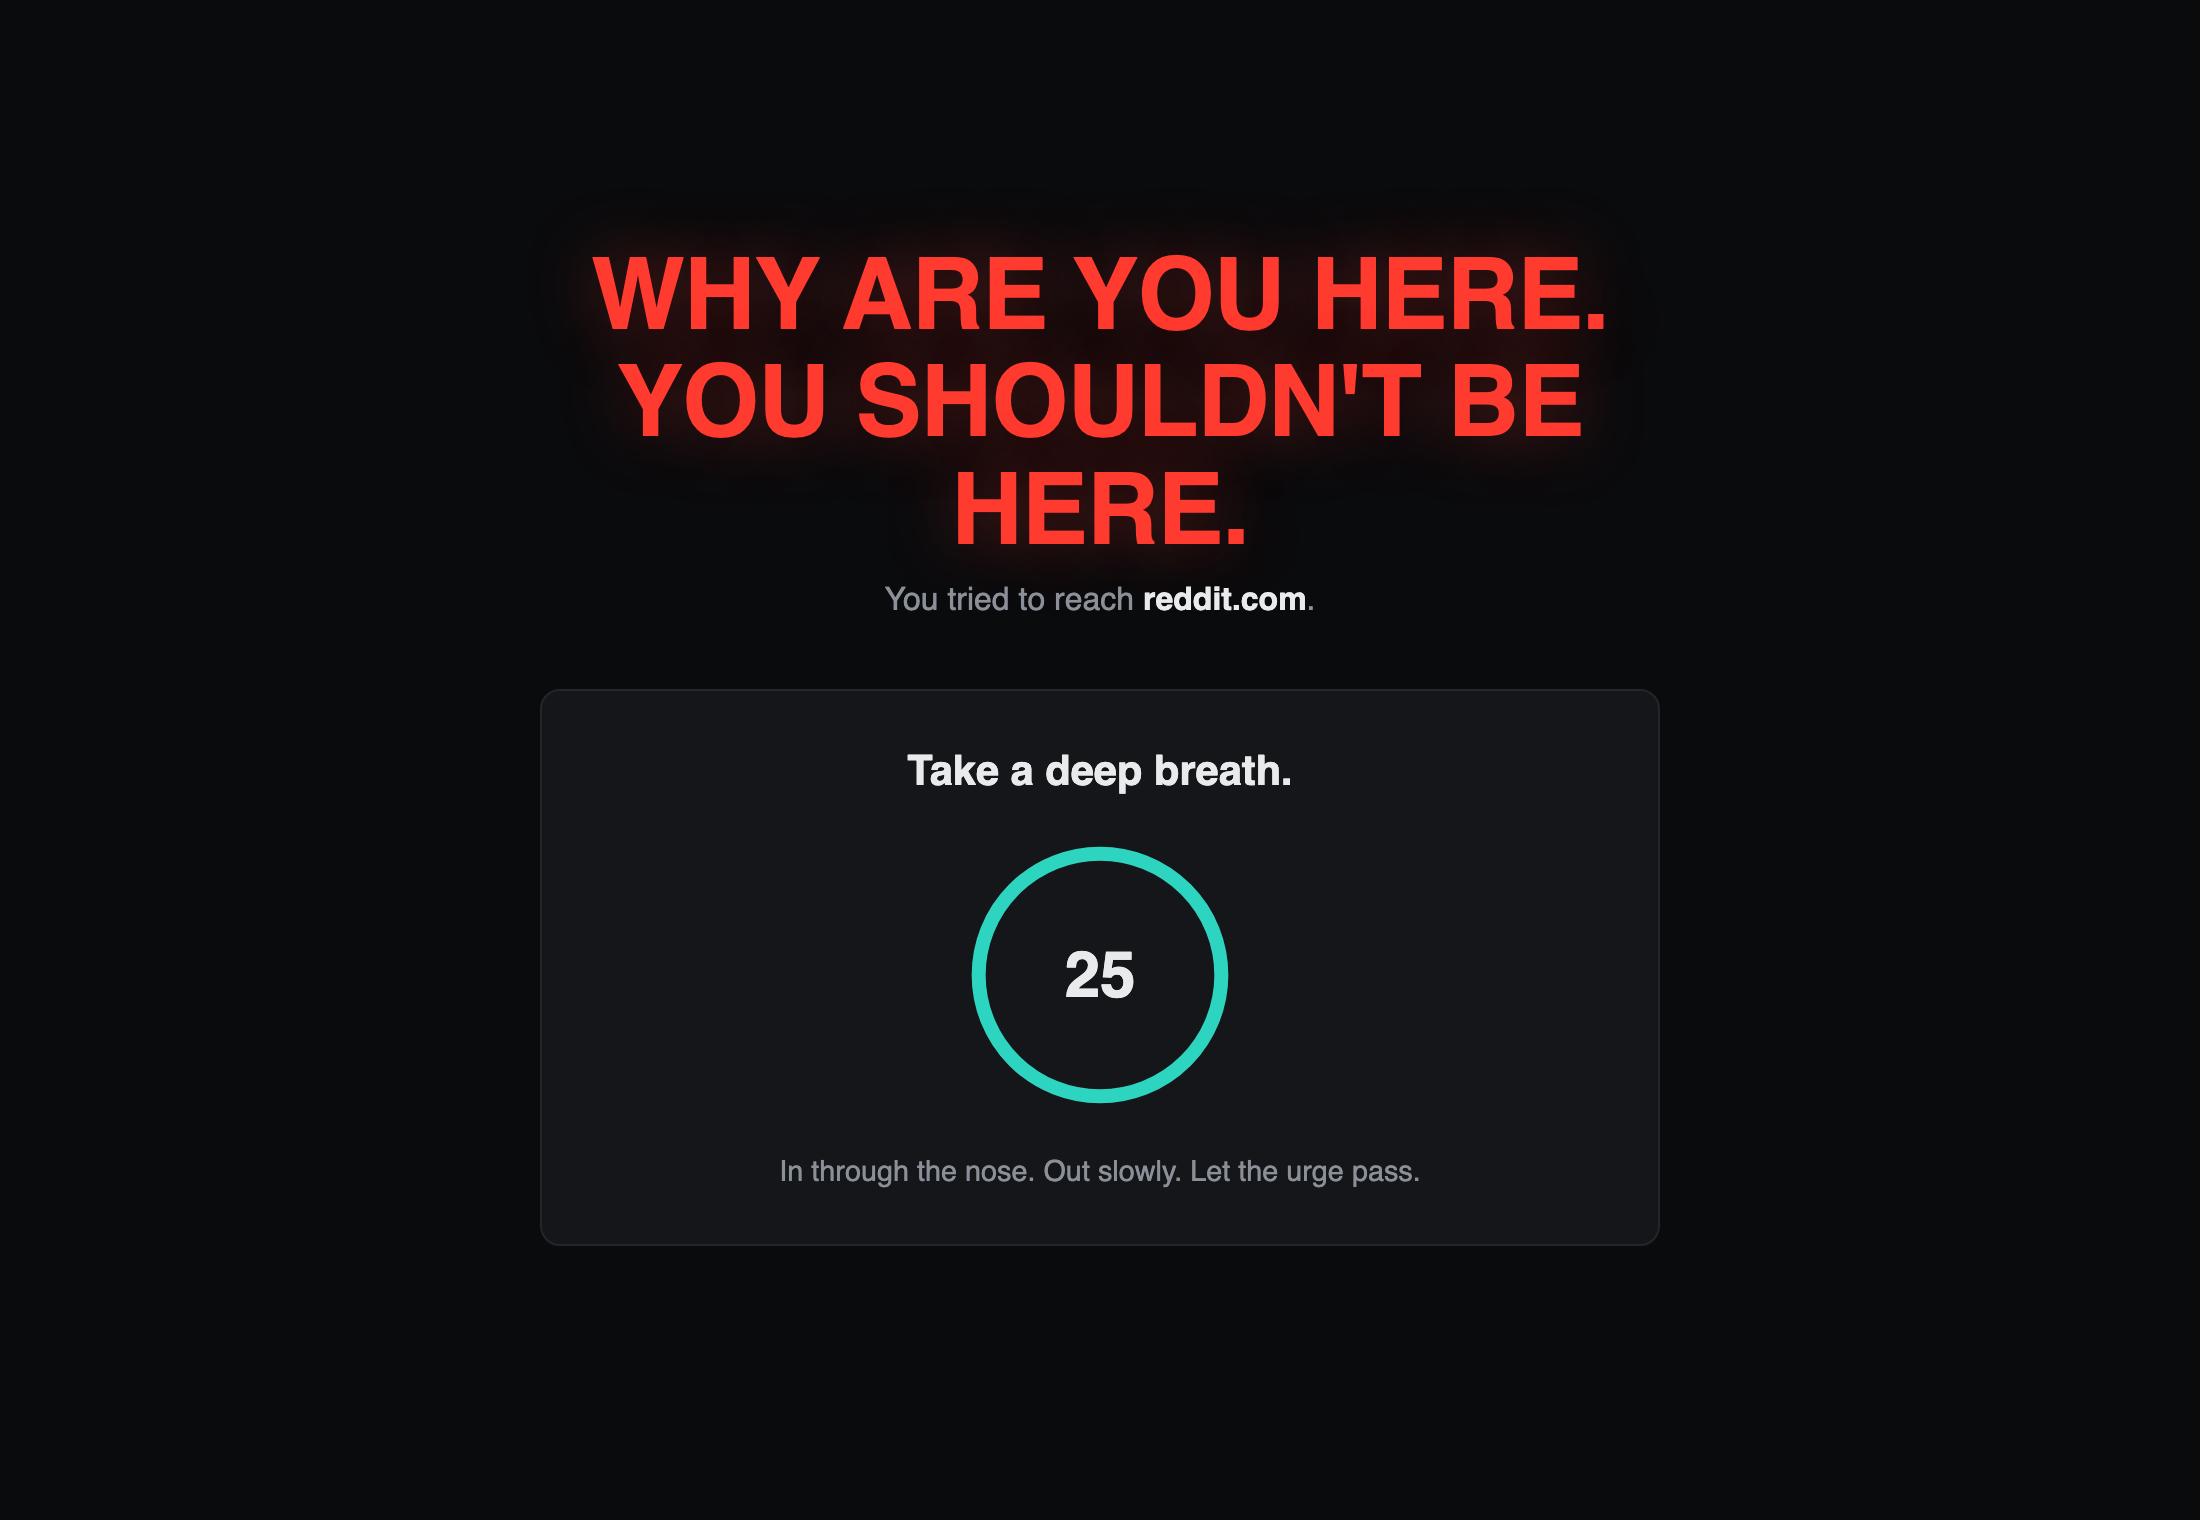 WHY ARE YOU HERE.
YOU SHOULDN'T BE
HERE.
You tried to reach reddit.com.
Take a deep breath.
25
In through the nose. Out slowly. Let the urge pass.